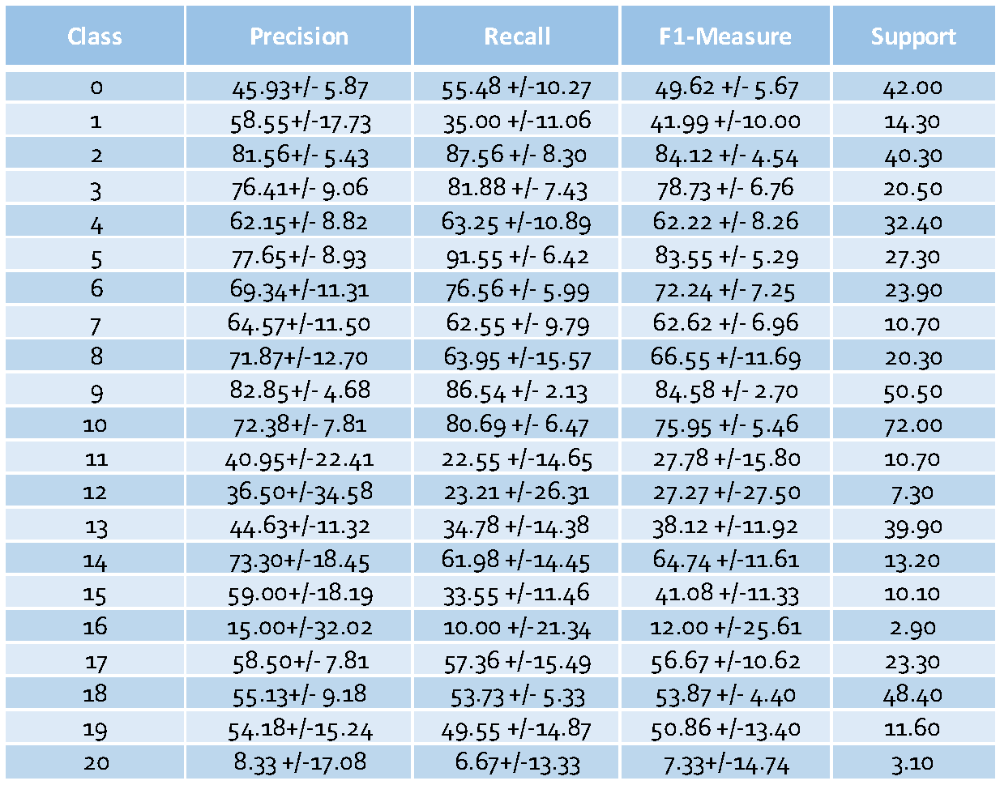 Class Precision Recall F1-Measure Support
0 45.93+/- 5.87 55.48 +/-10.27 49.62 +/- 5.67 42.00
1 58.55+/-17.73 35.00 +/-11.06 41.99 +/-10.00 14.30
2 81.56+/- 5.43 87.56 +/- 8.30 84.12 +/- 4.54 40.30
3 76.41+/- 9.06 81.88 +/- 7.43 78.73 +/- 6.76 20.50
4 62.15+/- 8.82 63.25 +/-10.89 62.22 +/- 8.26 32.40
5 77.65+/- 8.93 91.55 +/- 6.42 83.55 +/- 5.29 27.30
6 69.34+/-11.31 76.56 +/- 5.99 72.24 +/- 7.25 23.90
7 64.57+/-11.50 62.55 +/- 9.79 62.62 +/- 6.96 10.70
8 71.87+/-12.70 63.95 +/-15.57 66.55 +/-11.69 20.30
9 82.85+/- 4.68 86.54 +/- 2.13 84.58 +/- 2.70 50.50
10 72.38+/- 7.81 80.69 +/- 6.47 75.95 +/- 5.46 72.00
11 40.95+/-22.41 22.55 +/-14.65 27.78 +/-15.80 10.70
12 36.50+/-34.58 23.21 +/-26.31 27.27 +/-27.50 7.30
13 44.63+/-11.32 34.78 +/-14.38 38.12 +/-11.92 39.90
14 73.30+/-18.45 61.98 +/-14.45 64.74 +/-11.61 13.20
15 59.00+/-18.19 33.55 +/-11.46 41.08 +/-11.33 10.10
16 15.00+/-32.02 10.00 +/-21.34 12.00 +/-25.61 2.90
17 58.50+/- 7.81 57.36 +/-15.49 56.67 +/-10.62 23.30
18 55.13+/- 9.18 53.73 +/- 5.33 53.87 +/- 4.40 48.40
19 54.18+/-15.24 49.55 +/-14.87 50.86 +/-13.40 11.60
20 8.33 +/-17.08 6.67+/-13.33 7.33+/-14.74 3.10